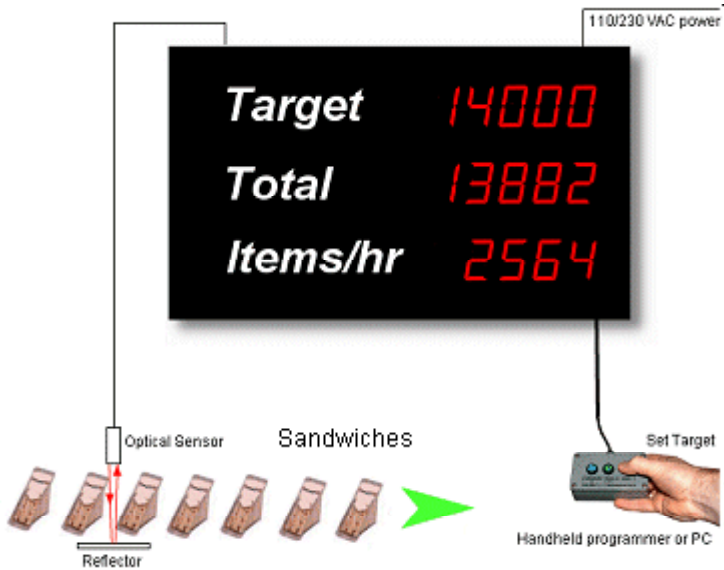 110/230 VAC power
Target 14000
Total 13882
Items/hr 2564
Optical Sensor
Sandwiches
Set Target
Handheld programmer or PC
Reflector